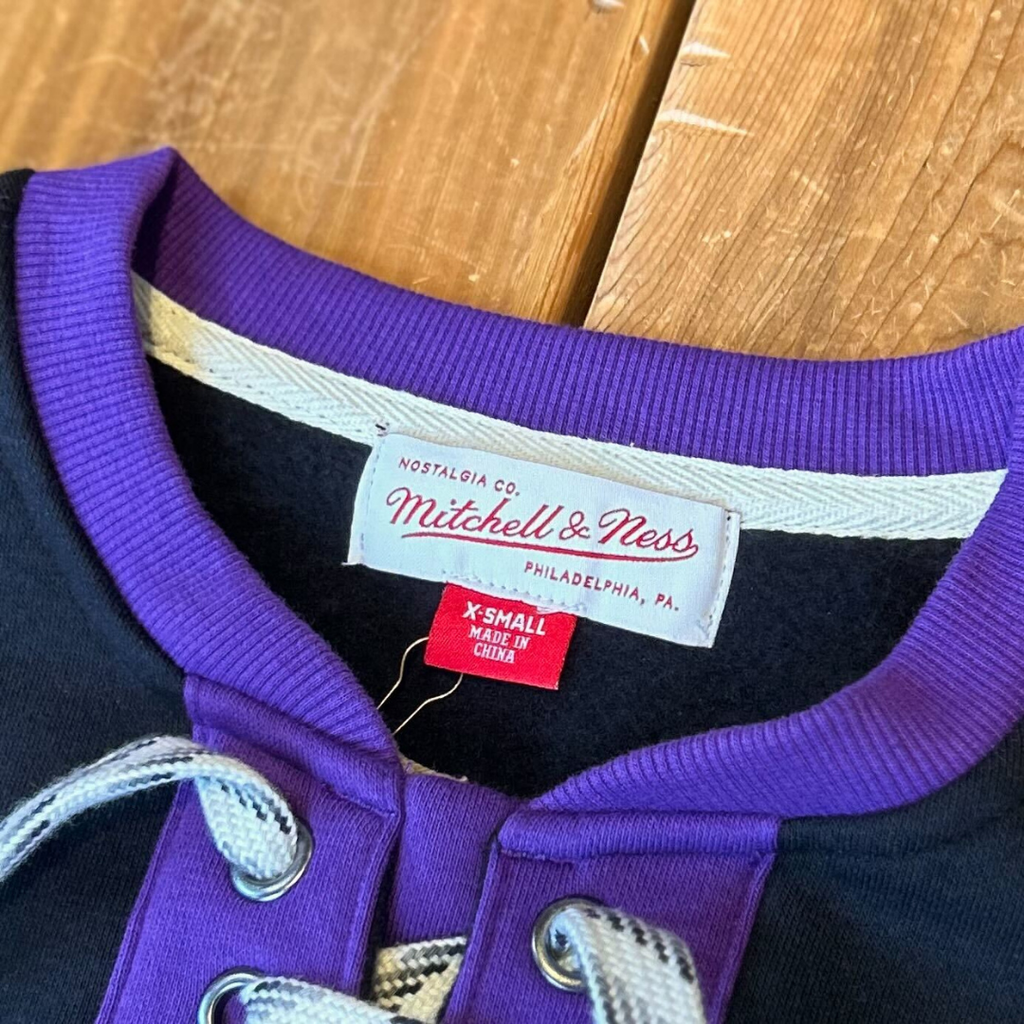 NOSTALGIA CO.
Mitchell & Ness
PHILADELPHIA, PA.
X-SMALL
MADE IN
CHINA